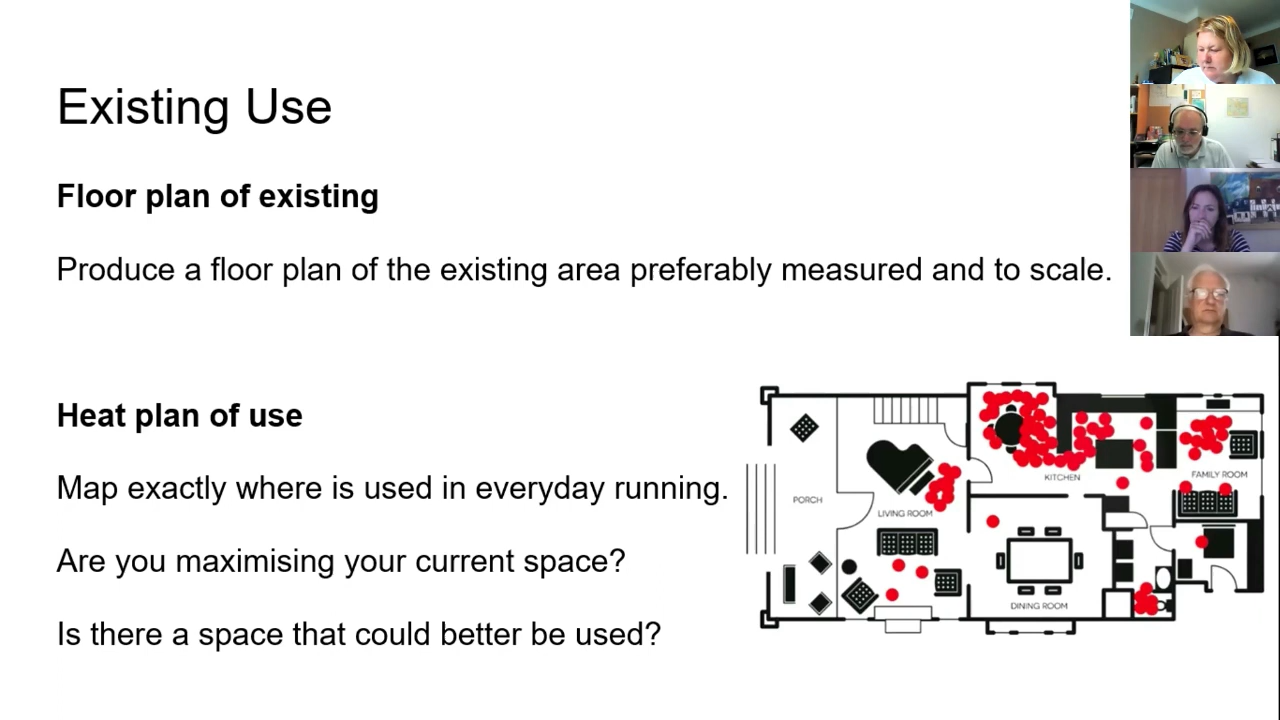 Existing Use
Floor plan of existing
Produce a floor plan of the existing area preferably measured and to scale.
Heat plan of use
Map exactly where is used in everyday running.
Are you maximising your current space?
Is there a space that could better be used?
PORCH
LIVING ROOM
KITCHEN
FAMILY ROOM
DINING ROOM